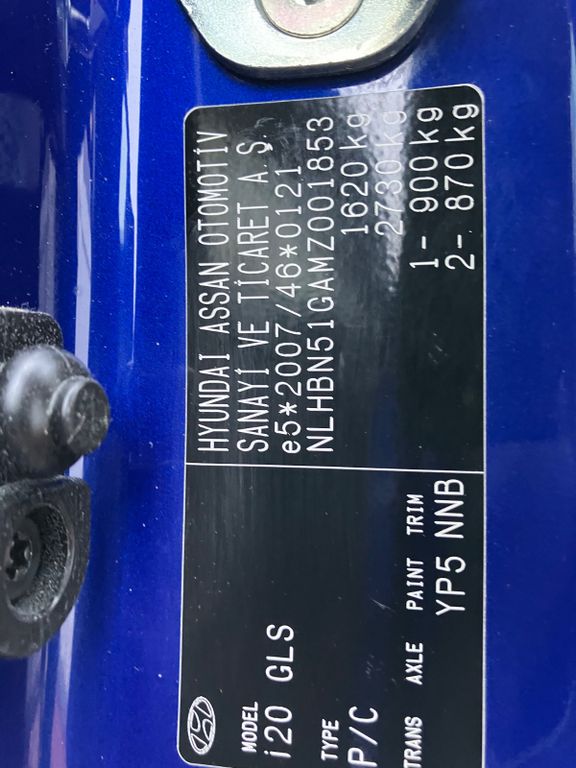 HYUNDAI ASSAN OTOMOTİV
SANAYİ VE TİCARET A.Ş.
e5*2007/46*0121
NLHBN51GAMZ001853
1620 kg
2730 kg
1- 900 kg
2- 870 kg
MODEL
i20 GLS
TYPE
P/C
TRANS AXLE PAINT TRIM
YP5 NNB